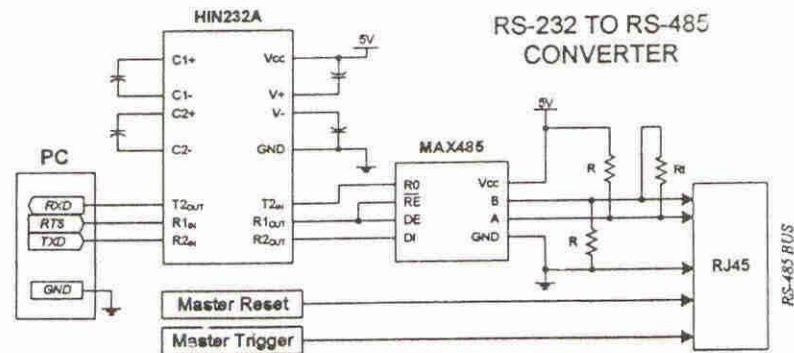 HIN232A
RS-232 TO RS-485
CONVERTER
5V
C1+
Vcc
C1-
V+
C2+
V-
C2-
GND
5V
MAX485
PC
R
Rt
RO
Vcc
RXD
T2OUT
T2IN
RE
B
RTS
R1IN
R1OUT
DE
A
TXD
R2IN
R2OUT
DI
GND
R
RJ45
RS-485 BUS
GND
Master Reset
Master Trigger